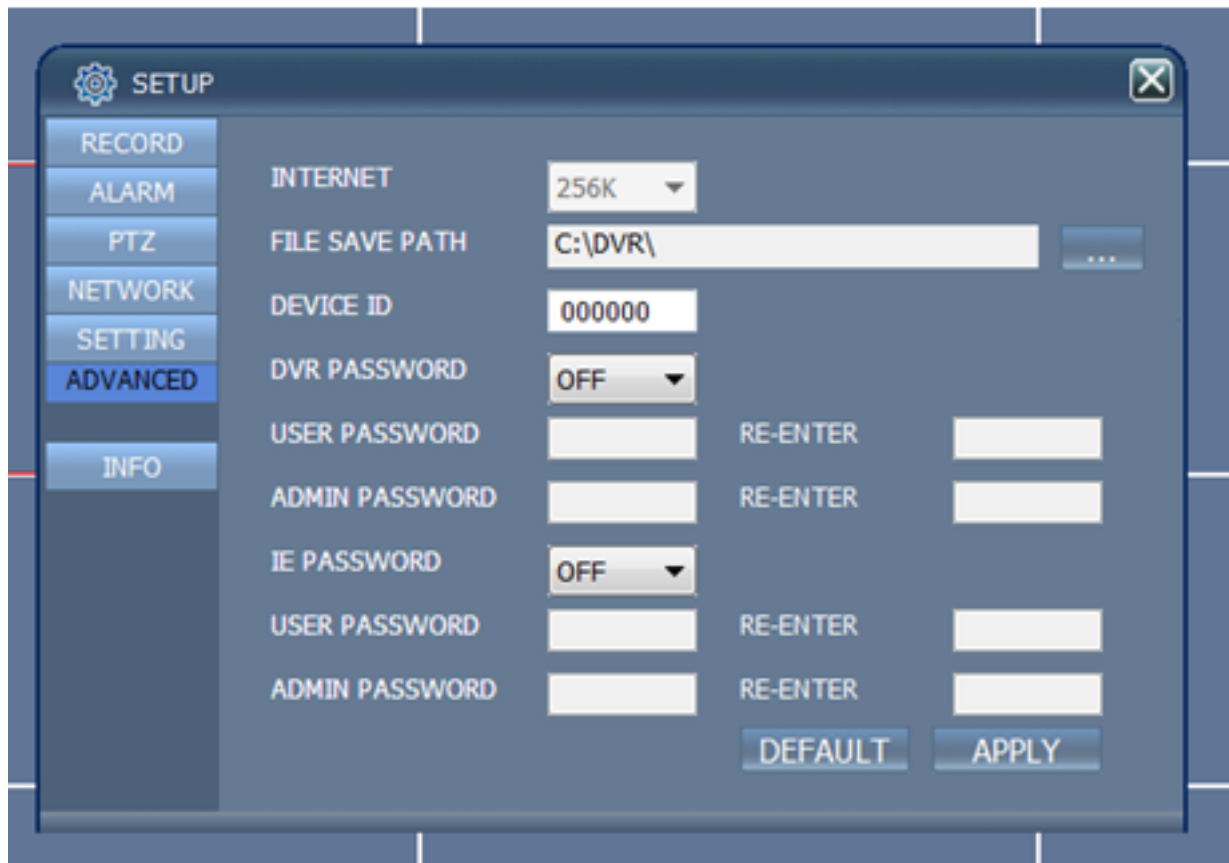 SETUP
RECORD
ALARM
PTZ
NETWORK
SETTING
ADVANCED
INFO
INTERNET 256K
FILE SAVE PATH C:\DVR\ ...
DEVICE ID 000000
DVR PASSWORD OFF
USER PASSWORD RE-ENTER
ADMIN PASSWORD RE-ENTER
IE PASSWORD OFF
USER PASSWORD RE-ENTER
ADMIN PASSWORD RE-ENTER
DEFAULT APPLY